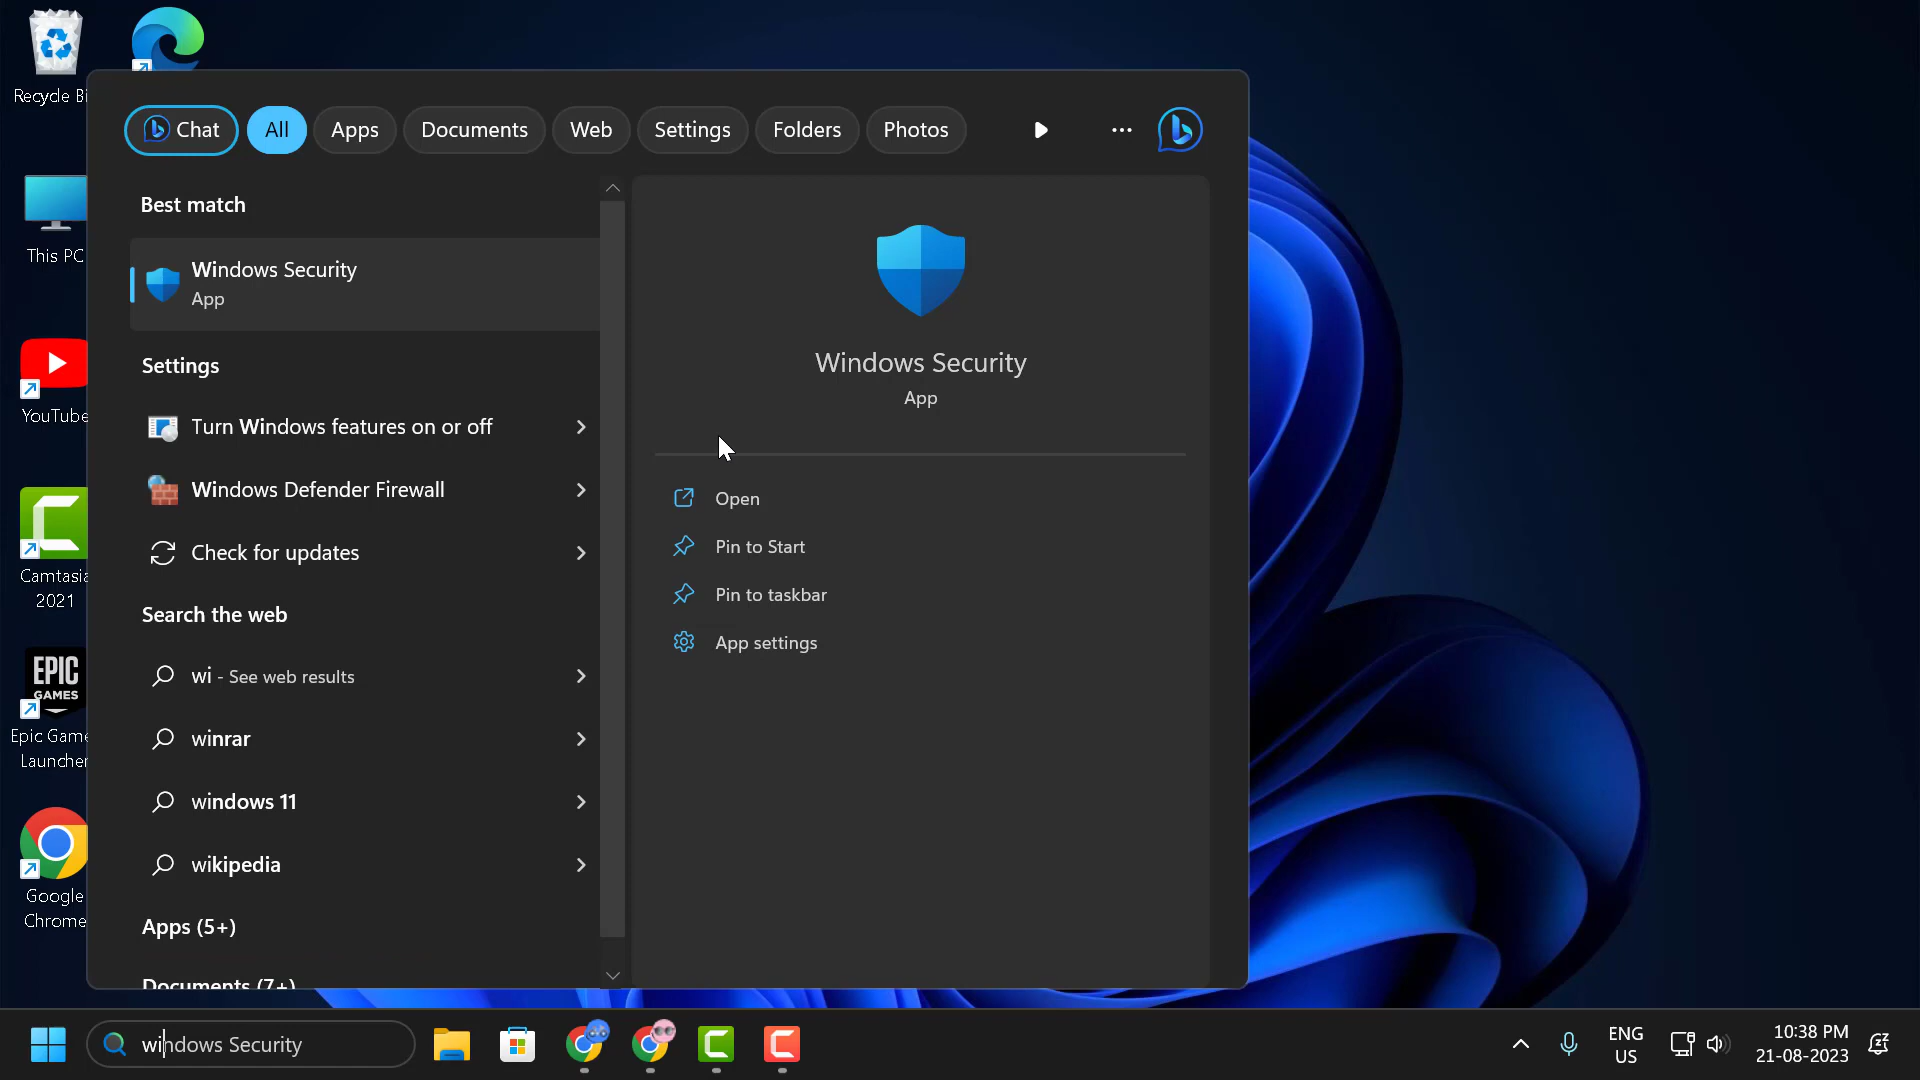 Recycle Bi
This PC
YouTube
Camtasia
2021
EPIC
GAMES
Epic Game
Launcher
Google
Chrome
Chat
All
Apps
Documents
Web
Settings
Folders
Photos
Best match
Windows Security
App
Settings
Turn Windows features on or off
Windows Defender Firewall
Check for updates
Search the web
wi - See web results
winrar
windows 11
wikipedia
Apps (5+)
Documents (7+)
Windows Security
App
Open
Pin to Start
Pin to taskbar
App settings
windows Security
ENG
US
10:38 PM
21-08-2023